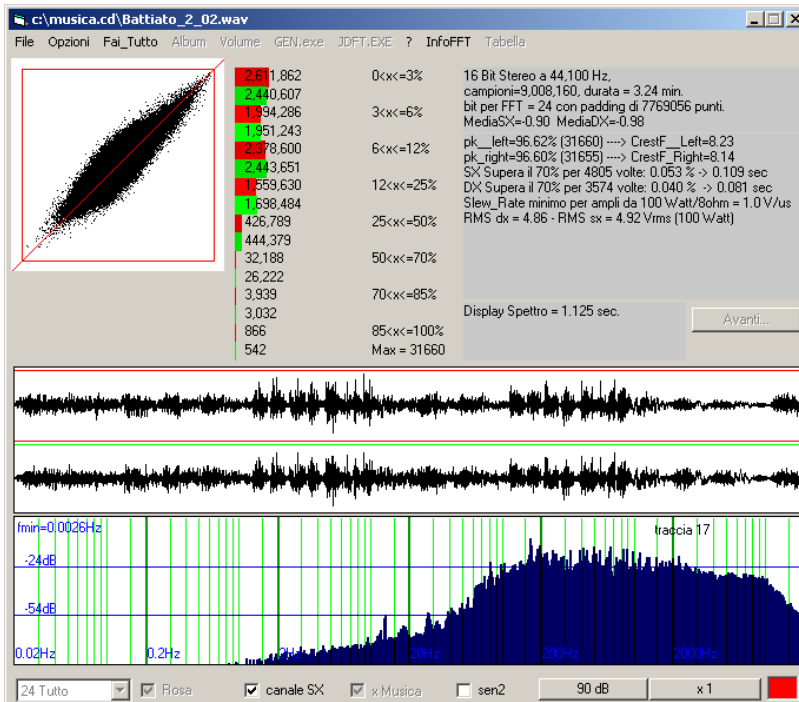 c:\musica.cd\Battiato_2_02.wav
File Opzioni Fai_Tutto Album Volume GEN.exe JDFT.EXE ? InfoFFT Tabella
2,611,862 0<x<=3%
2,440,607
1,994,286 3<x<=6%
1,951,243
2,378,600 6<x<=12%
2,443,651
1,559,630 12<x<=25%
1,698,484
426,789 25<x<=50%
444,379
32,188 50<x<=70%
26,222
3,939 70<x<=85%
3,032
866 85<x<=100%
542 Max = 31660
16 Bit Stereo a 44,100 Hz,
campioni=9,008,160, durata = 3.24 min.
bit per FFT = 24 con padding di 7769056 punti.
MediaSX=-0.90 MediaDX=-0.98
pk__left=96.62% (31660) ----> CrestF__Left=8.23
pk_right=96.60% (31655) ----> CrestF_Right=8.14
SX Supera il 70% per 4805 volte: 0.053 % -> 0.109 sec
DX Supera il 70% per 3574 volte: 0.040 % -> 0.081 sec
Slew_Rate minimo per ampli da 100 Watt/8ohm = 1.0 V/us
RMS dx = 4.86 - RMS sx = 4.92 Vrms (100 Watt)
Display Spettro = 1.125 sec.
Avanti...
fmin=0.0026Hz traccia 17
-24dB
-54dB
0.02Hz 0.2Hz 2Hz 20Hz 200Hz 2000Hz
24 Tutto Rosa canale SX x Musica sen2 90 dB x 1